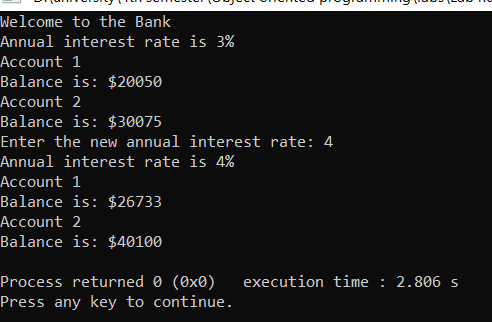 D:\university\4th semester\Object oriented programming\labs\Lab
Welcome to the Bank
Annual interest rate is 3%
Account 1
Balance is: $20050
Account 2
Balance is: $30075
Enter the new annual interest rate: 4
Annual interest rate is 4%
Account 1
Balance is: $26733
Account 2
Balance is: $40100
Process returned 0 (0x0)   execution time : 2.806 s
Press any key to continue.